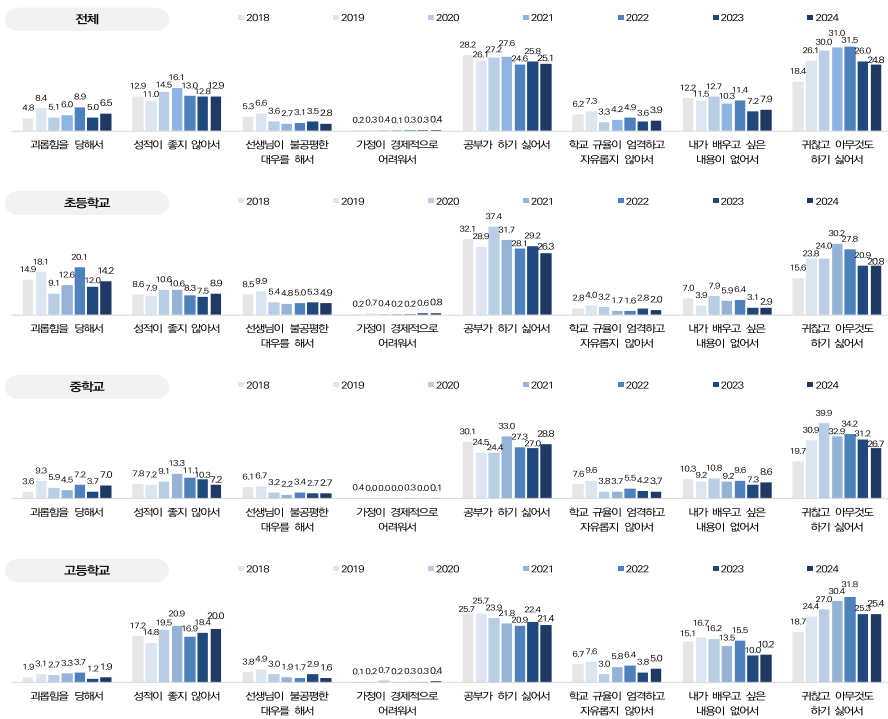 전체
2018 2019 2020 2021 2022 2023 2024
4.8 8.4 5.1 6.0 8.9 5.0 6.5
12.9 11.0 14.5 16.1 13.0 12.8 12.9
5.3 6.6 3.6 2.7 3.1 3.5 2.8
0.2 0.3 0.4 0.1 0.3 0.3 0.4
28.2 26.1 27.2 27.6 24.6 25.8 25.1
6.2 7.3 3.3 4.2 4.9 3.6 3.9
12.2 11.5 12.7 10.3 11.4 7.2 7.9
18.4 26.1 30.0 31.0 31.5 26.0 24.8
괴롭힘을 당해서 성적이 좋지 않아서 선생님이 불공평한 가정이 경제적으로 공부가 하기 싫어서 학교 규율이 엄격하고 내가 배우고 싶은 귀찮고 아무것도
대우를 해서 어려워서 자유롭지 않아서 내용이 없어서 하기 싫어서
초등학교
2018 2019 2020 2021 2022 2023 2024
14.9 18.1 9.1 12.6 20.1 12.0 14.2
8.6 7.9 10.6 10.6 8.3 7.5 8.9
8.5 9.9 5.4 4.8 5.0 5.3 4.9
0.2 0.7 0.4 0.2 0.2 0.6 0.8
32.1 28.9 37.4 31.7 28.1 29.2 26.3
2.8 4.0 3.2 1.7 1.6 2.8 2.0
7.0 3.9 7.9 5.9 6.4 3.1 2.9
15.6 23.8 24.0 30.2 27.8 20.9 20.8
괴롭힘을 당해서 성적이 좋지 않아서 선생님이 불공평한 가정이 경제적으로 공부가 하기 싫어서 학교 규율이 엄격하고 내가 배우고 싶은 귀찮고 아무것도
대우를 해서 어려워서 자유롭지 않아서 내용이 없어서 하기 싫어서
중학교
2018 2019 2020 2021 2022 2023 2024
3.6 9.3 5.9 4.5 7.2 3.7 7.0
7.8 7.2 9.1 13.3 11.1 10.3 7.2
6.1 6.7 3.2 2.2 3.4 2.7 2.7
0.4 0.0 0.0 0.0 0.3 0.0 0.1
30.1 24.5 24.4 33.0 27.3 27.0 28.8
7.6 9.6 3.8 3.7 5.5 4.2 3.7
10.3 9.2 10.8 9.2 9.6 7.3 8.6
19.7 30.9 39.9 32.9 34.2 31.2 26.7
괴롭힘을 당해서 성적이 좋지 않아서 선생님이 불공평한 가정이 경제적으로 공부가 하기 싫어서 학교 규율이 엄격하고 내가 배우고 싶은 귀찮고 아무것도
대우를 해서 어려워서 자유롭지 않아서 내용이 없어서 하기 싫어서
고등학교
2018 2019 2020 2021 2022 2023 2024
1.9 3.1 2.7 3.3 3.7 1.2 1.9
17.2 14.8 19.5 20.9 16.9 18.4 20.0
3.8 4.9 3.0 1.9 1.7 2.9 1.6
0.1 0.2 0.7 0.2 0.3 0.3 0.4
25.7 25.7 23.9 21.8 20.9 22.4 21.4
6.7 7.6 3.0 5.8 6.4 3.8 5.0
15.1 16.7 16.2 13.5 15.5 10.0 10.2
18.7 24.4 27.0 30.4 31.8 25.3 25.4
괴롭힘을 당해서 성적이 좋지 않아서 선생님이 불공평한 가정이 경제적으로 공부가 하기 싫어서 학교 규율이 엄격하고 내가 배우고 싶은 귀찮고 아무것도
대우를 해서 어려워서 자유롭지 않아서 내용이 없어서 하기 싫어서